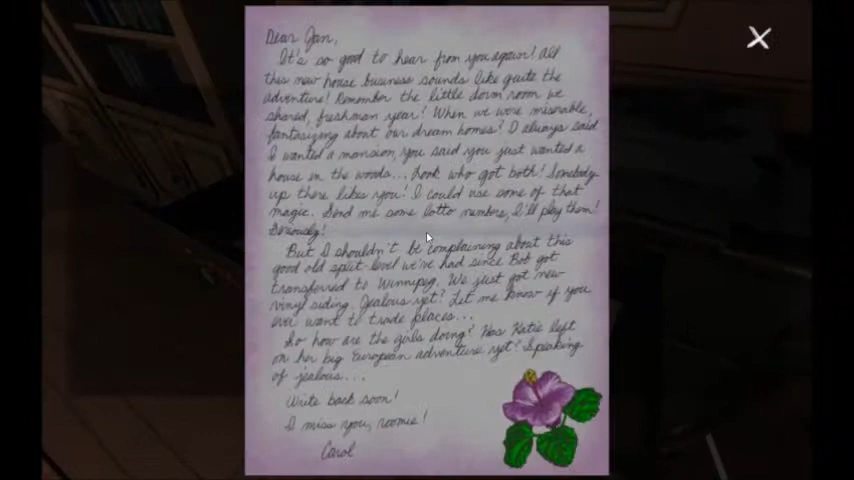 Dear Jan,
It's so good to hear from you again! All
this new house business sounds like quite the
adventure! Remember the little dorm room we
shared, freshman year? When we were miserable,
fantasizing about our dream homes? I always said
I wanted a mansion, you said you just wanted a
house in the woods... Look who got both! Somebody
up there likes you! I could use some of that
magic. Send me some lotto numbers, I'll play them!
Seriously!
But I shouldn't be complaining about this
good old split-level we've had since Bob got
transferred to Winnipeg. We just got new
vinyl siding. Jealous yet? Let me know if you
ever want to trade places...
So how are the girls doing? Has Katie left
on her big European adventure yet? Speaking
of jealous...
Write back soon!
I miss you, roomie!
Carol